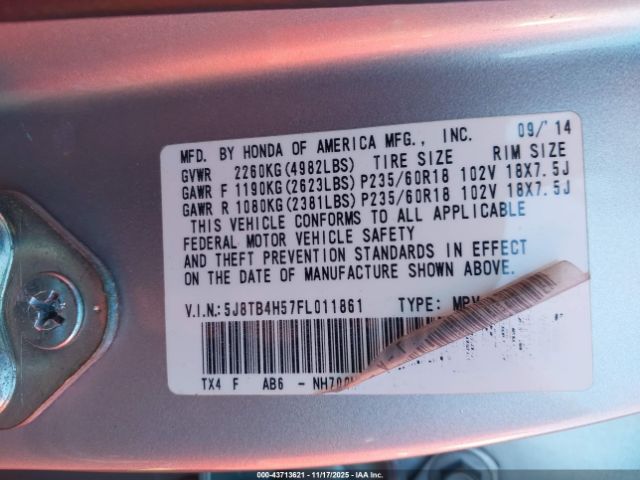 MFD. BY HONDA OF AMERICA MFG., INC. 09/'14
GVWR 2260KG(4982LBS) TIRE SIZE RIM SIZE
GAWR F 1190KG(2623LBS) P235/60R18 102V 18X7.5J
GAWR R 1080KG(2381LBS) P235/60R18 102V 18X7.5J
THIS VEHICLE CONFORMS TO ALL APPLICABLE
FEDERAL MOTOR VEHICLE SAFETY
AND THEFT PREVENTION STANDARDS IN EFFECT
ON THE DATE OF MANUFACTURE SHOWN ABOVE.
V.I.N.:5J8TB4H57FL011861 TYPE: MPV
TX4 F AB6 - NH700
000- 43713621 - 11/17/2025 - IAA Inc.